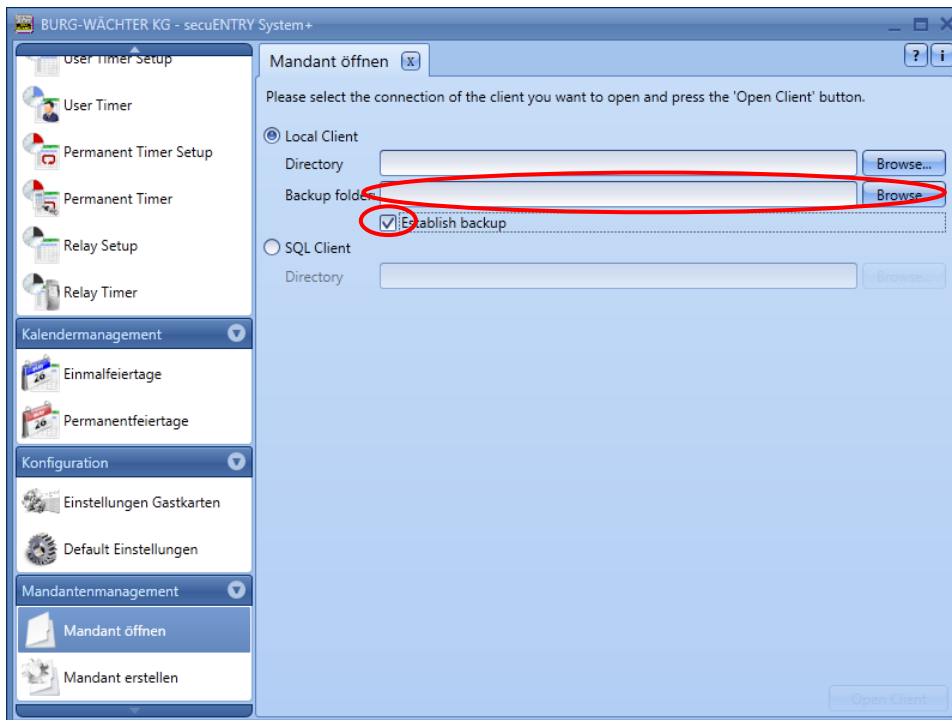 BURG-WÄCHTER KG - secuENTRY System+
User Timer Setup
User Timer
Permanent Timer Setup
Permanent Timer
Relay Setup
Relay Timer
Kalendermanagement
Einmalfeiertage
Permanentfeiertage
Konfiguration
Einstellungen Gastkarten
Default Einstellungen
Mandantenmanagement
Mandant öffnen
Mandant erstellen
Mandant öffnen x
? i
Please select the connection of the client you want to open and press the 'Open Client' button.
Local Client
Directory Browse...
Backup folder Browse...
Establish backup
SQL Client
Directory Browse...
Open Client